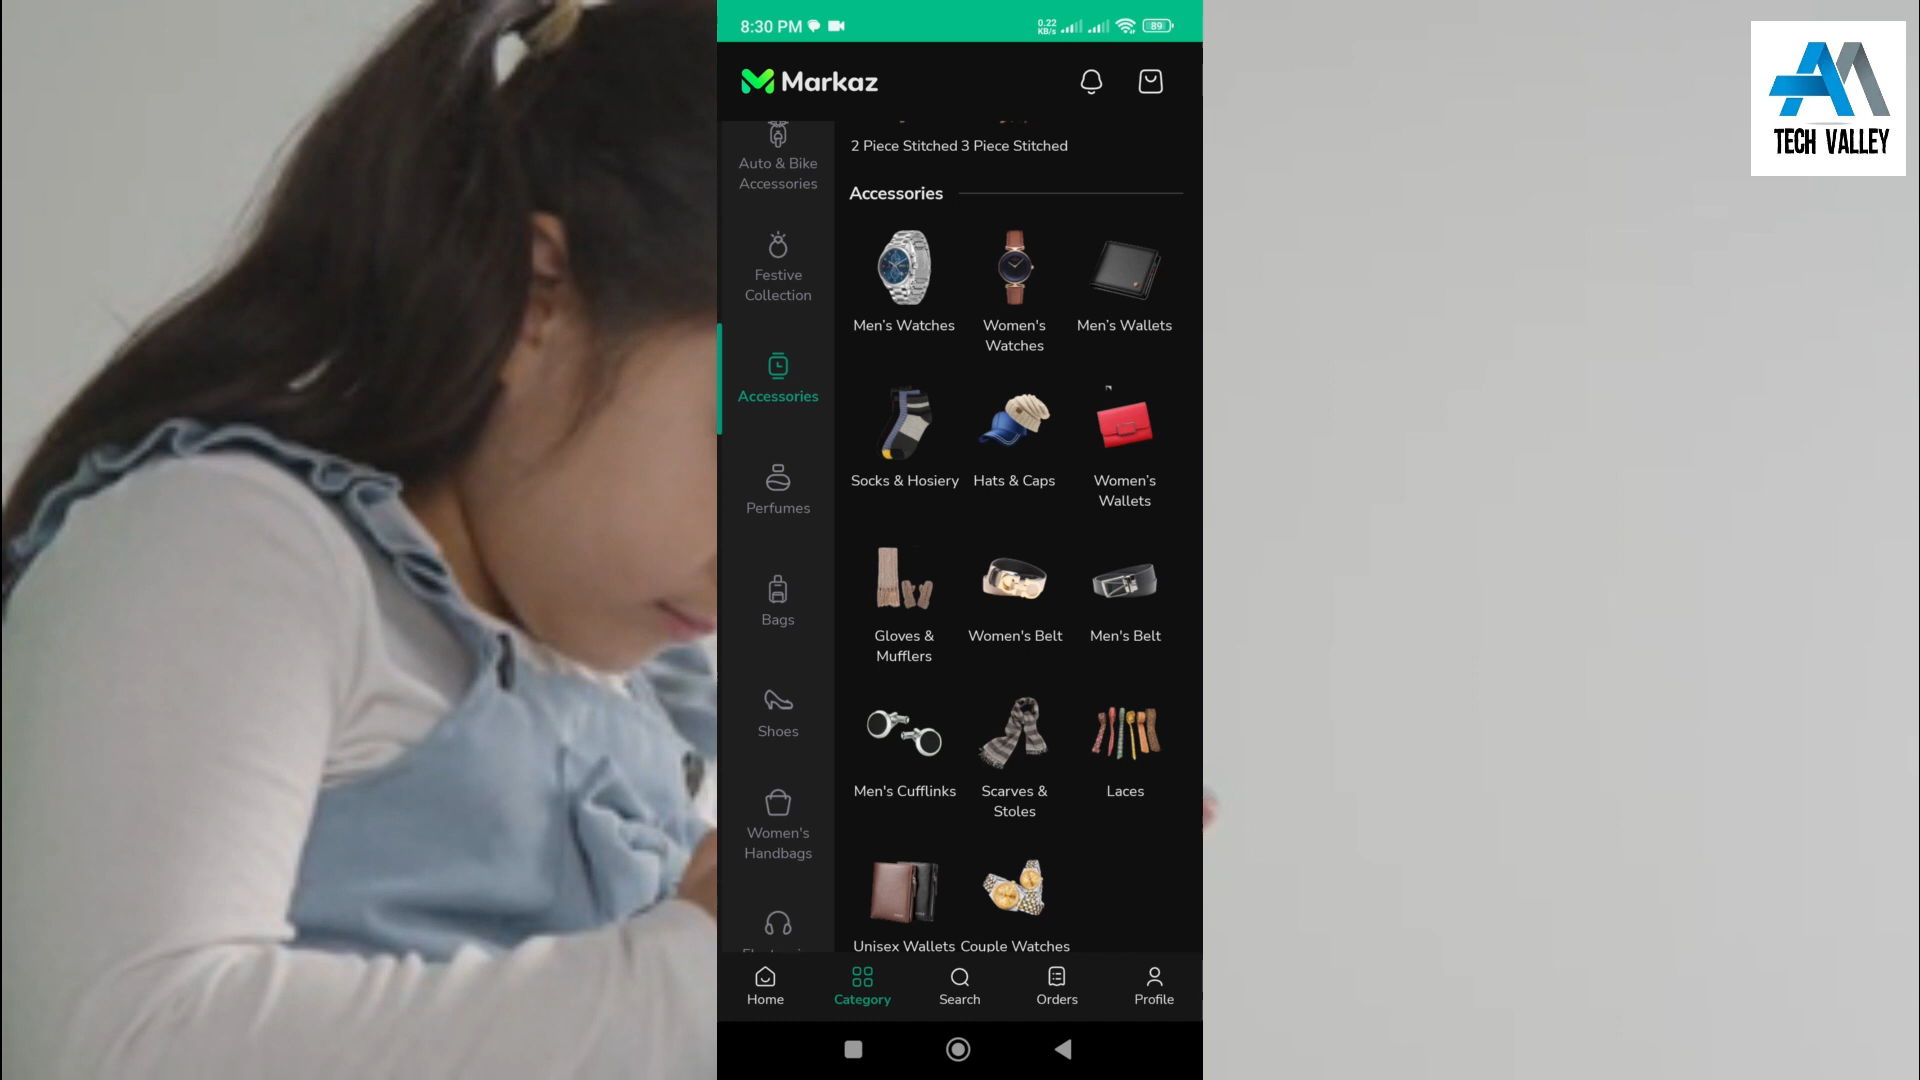 8:30 PM
0.22
KB/s
89
Markaz
TECH VALLEY
Auto & Bike
Accessories
Festive
Collection
Accessories
Perfumes
Bags
Shoes
Women's
Handbags
2 Piece Stitched 3 Piece Stitched
Accessories
Men's Watches
Women's
Watches
Men's Wallets
Socks & Hosiery
Hats & Caps
Women's
Wallets
Gloves &
Mufflers
Women's Belt
Men's Belt
Men's Cufflinks
Scarves &
Stoles
Laces
Unisex Wallets
Couple Watches
Home
Category
Search
Orders
Profile